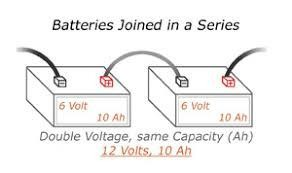 Batteries Joined in a Series
6 Volt
10 Ah
6 Volt
10 Ah
Double Voltage, same Capacity (Ah)
12 Volts, 10 Ah